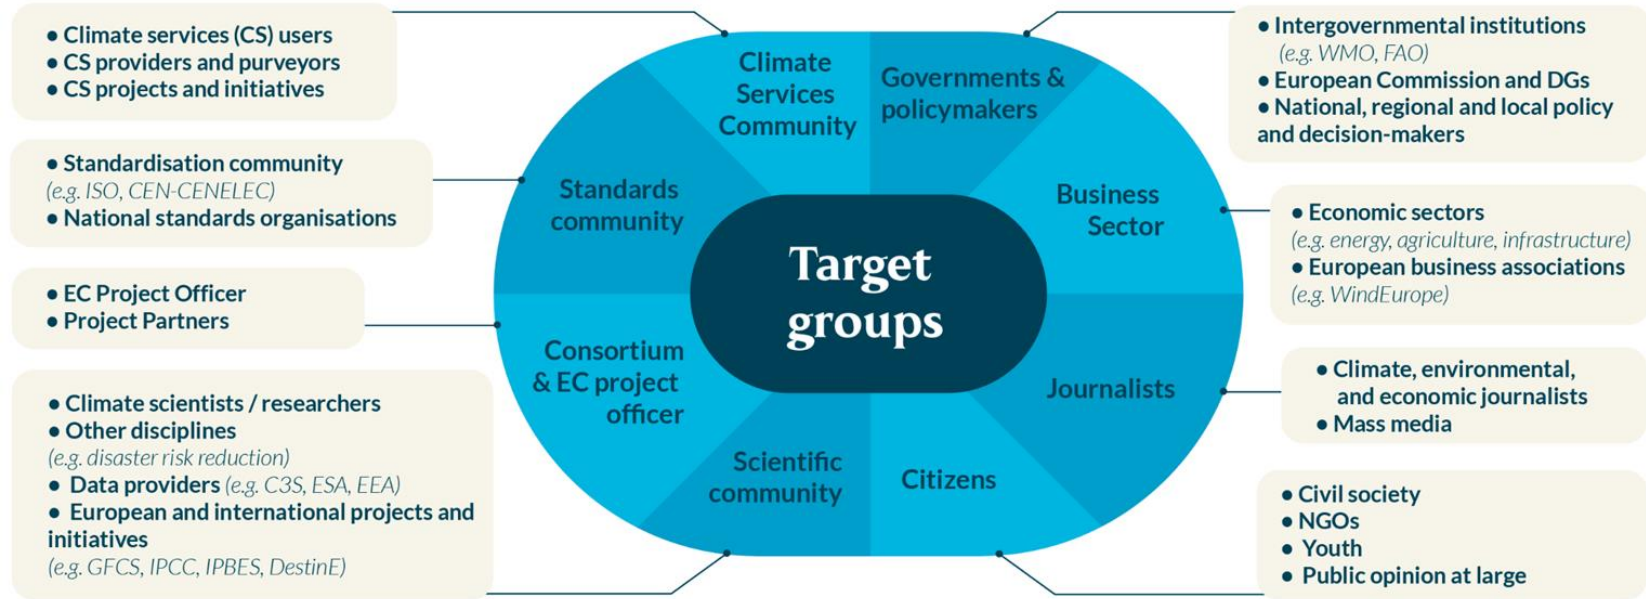 ● Climate services (CS) users
● CS providers and purveyors
● CS projects and initiatives
● Standardisation community
(e.g. ISO, CEN-CENELEC)
● National standards organisations
● EC Project Officer
● Project Partners
● Climate scientists / researchers
● Other disciplines
(e.g. disaster risk reduction)
● Data providers (e.g. C3S, ESA, EEA)
● European and international projects and
initiatives
(e.g. GFCS, IPCC, IPBES, DestinE)
Climate
Services
Community
Governments &
policymakers
Standards
community
Business
Sector
Target
groups
Consortium
& EC project
officer
Journalists
Scientific
community
Citizens
● Intergovernmental institutions
(e.g. WMO, FAO)
● European Commission and DGs
● National, regional and local policy
and decision-makers
● Economic sectors
(e.g. energy, agriculture, infrastructure)
● European business associations
(e.g. WindEurope)
● Climate, environmental,
and economic journalists
● Mass media
● Civil society
● NGOs
● Youth
● Public opinion at large